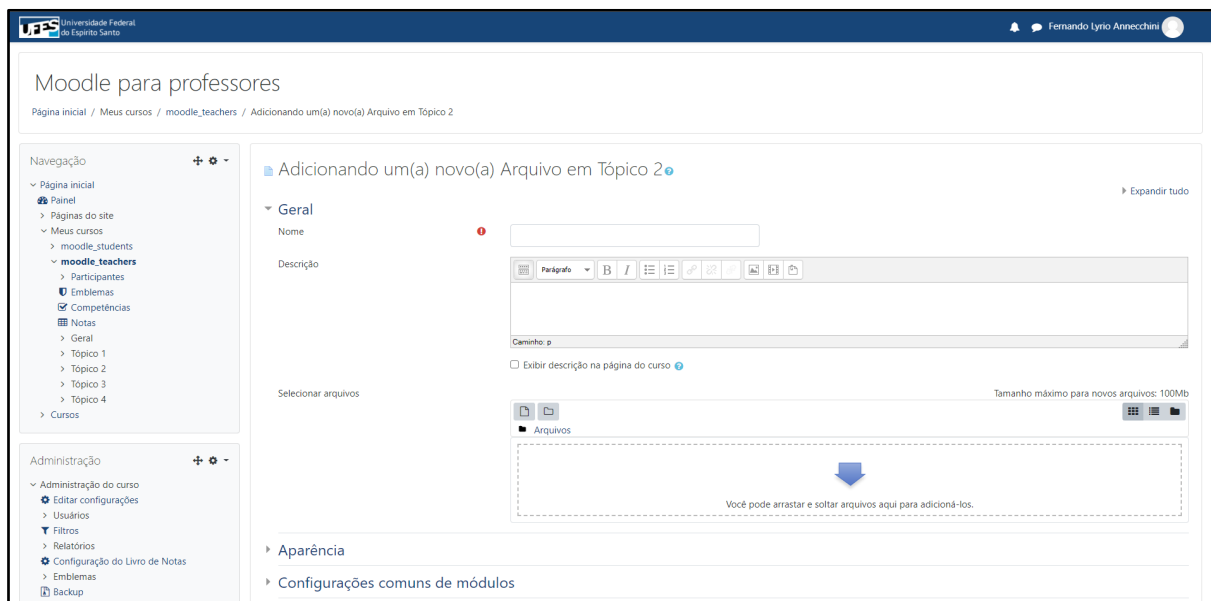 UFES Universidade Federal
do Espírito Santo
Fernando Lyrio Annecchini
Moodle para professores
Página inicial / Meus cursos / moodle_teachers / Adicionando um(a) novo(a) Arquivo em Tópico 2
Navegação
Página inicial
Painel
Páginas do site
Meus cursos
moodle_students
moodle_teachers
Participantes
Emblemas
Competências
Notas
Geral
Tópico 1
Tópico 2
Tópico 3
Tópico 4
Cursos
Administração
Administração do curso
Editar configurações
Usuários
Filtros
Relatórios
Configuração do Livro de Notas
Emblemas
Backup
Adicionando um(a) novo(a) Arquivo em Tópico 2
Expandir tudo
Geral
Nome
Descrição
Parágrafo B I
Caminho: p
Exibir descrição na página do curso
Selecionar arquivos
Tamanho máximo para novos arquivos: 100Mb
Arquivos
Você pode arrastar e soltar arquivos aqui para adicioná-los.
Aparência
Configurações comuns de módulos